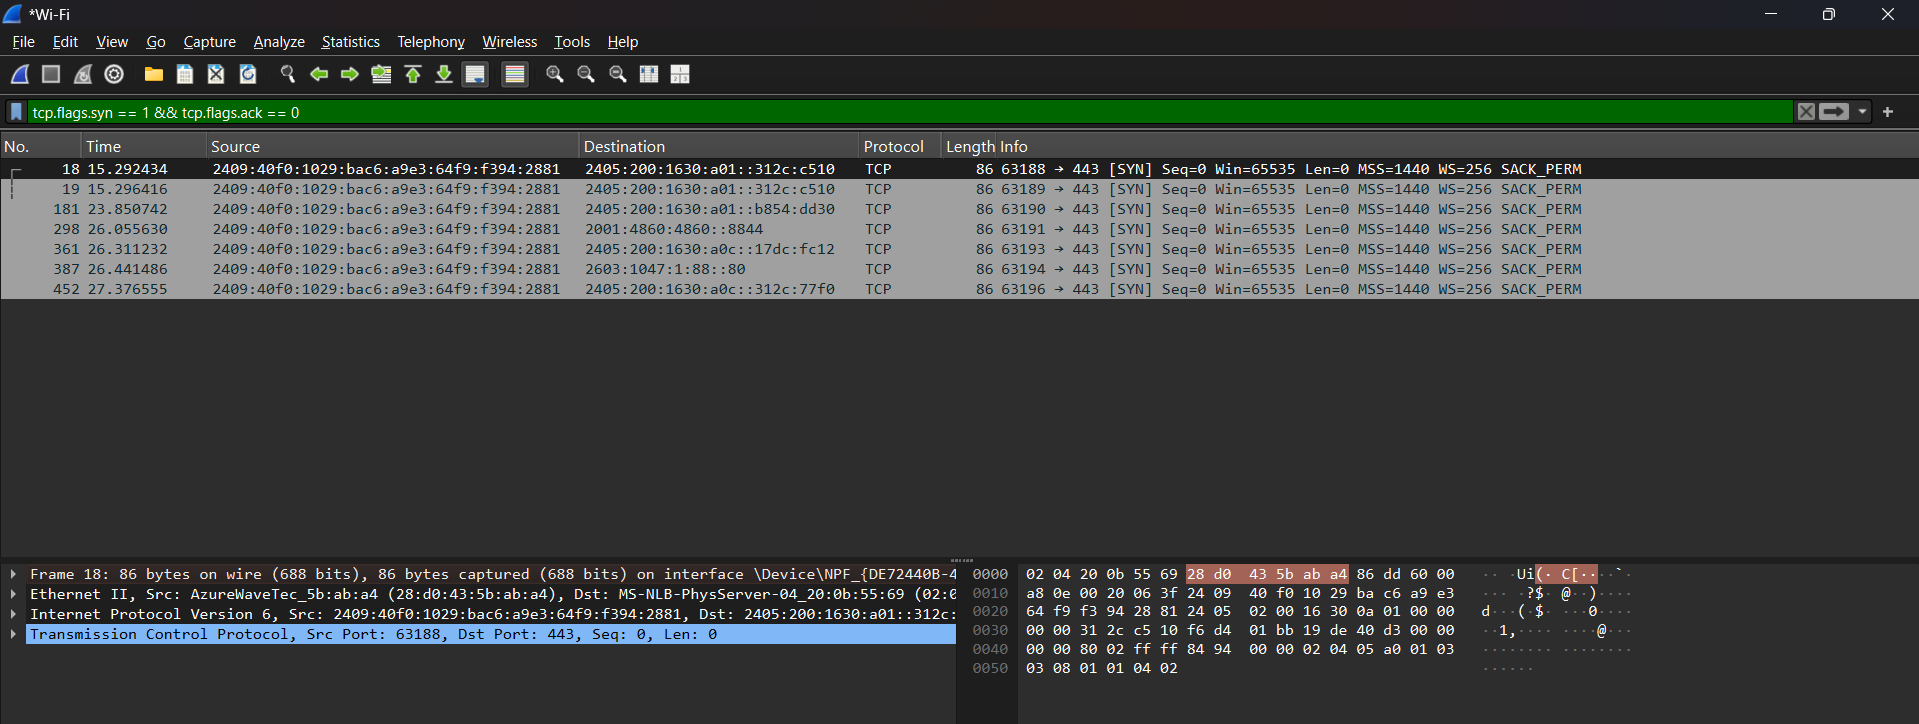 *Wi-Fi
File Edit View Go Capture Analyze Statistics Telephony Wireless Tools Help
tcp.flags.syn == 1 && tcp.flags.ack == 0
No. Time Source Destination Protocol Length Info
18 15.292434 2409:40f0:1029:bac6:a9e3:64f9:f394:2881 2405:200:1630:a01::312c:c510 TCP 86 63188 → 443 [SYN] Seq=0 Win=65535 Len=0 MSS=1440 WS=256 SACK_PERM
19 15.296416 2409:40f0:1029:bac6:a9e3:64f9:f394:2881 2405:200:1630:a01::312c:c510 TCP 86 63189 → 443 [SYN] Seq=0 Win=65535 Len=0 MSS=1440 WS=256 SACK_PERM
181 23.850742 2409:40f0:1029:bac6:a9e3:64f9:f394:2881 2405:200:1630:a01::b854:dd30 TCP 86 63190 → 443 [SYN] Seq=0 Win=65535 Len=0 MSS=1440 WS=256 SACK_PERM
298 26.055630 2409:40f0:1029:bac6:a9e3:64f9:f394:2881 2001:4860:4860::8844 TCP 86 63191 → 443 [SYN] Seq=0 Win=65535 Len=0 MSS=1440 WS=256 SACK_PERM
361 26.311232 2409:40f0:1029:bac6:a9e3:64f9:f394:2881 2405:200:1630:a0c::17dc:fc12 TCP 86 63193 → 443 [SYN] Seq=0 Win=65535 Len=0 MSS=1440 WS=256 SACK_PERM
387 26.441486 2409:40f0:1029:bac6:a9e3:64f9:f394:2881 2603:1047:1:88::80 TCP 86 63194 → 443 [SYN] Seq=0 Win=65535 Len=0 MSS=1440 WS=256 SACK_PERM
452 27.376555 2409:40f0:1029:bac6:a9e3:64f9:f394:2881 2405:200:1630:a0c::312c:77f0 TCP 86 63196 → 443 [SYN] Seq=0 Win=65535 Len=0 MSS=1440 WS=256 SACK_PERM
Frame 18: 86 bytes on wire (688 bits), 86 bytes captured (688 bits) on interface \Device\NPF_{DE72440B-4
Ethernet II, Src: AzureWaveTec_5b:ab:a4 (28:d0:43:5b:ab:a4), Dst: MS-NLB-PhysServer-04_20:0b:55:69 (02:0
Internet Protocol Version 6, Src: 2409:40f0:1029:bac6:a9e3:64f9:f394:2881, Dst: 2405:200:1630:a01::312c:
Transmission Control Protocol, Src Port: 63188, Dst Port: 443, Seq: 0, Len: 0
0000 02 04 20 0b 55 69 28 d0 43 5b ab a4 86 dd 60 00 ·· ·Ui(· C[····`·
0010 a8 0e 00 20 06 3f 24 09 40 f0 10 29 ba c6 a9 e3 ··· ·?$· @··)····
0020 64 f9 f3 94 28 81 24 05 02 00 16 30 0a 01 00 00 d···(·$· ···0····
0030 00 00 31 2c c5 10 f6 d4 01 bb 19 de 40 d3 00 00 ··1,···· ····@···
0040 00 00 80 02 ff ff 84 94 00 00 02 04 05 a0 01 03 ········ ········
0050 03 08 01 01 04 02 ······